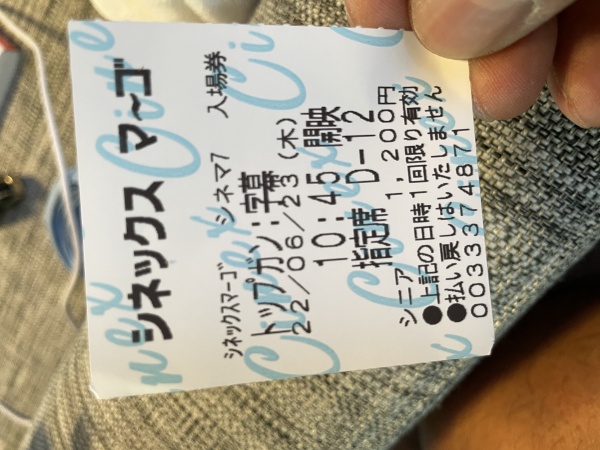 シネックス マ～ゴ
シネックスマーゴ シネマ7 入場券
トップガン:字幕
22/06/23(木)
10:45 開映
指定席 D-12
シニア 1,200円
●上記の日時1回限り有効
●払い戻しはいたしません
0033374871